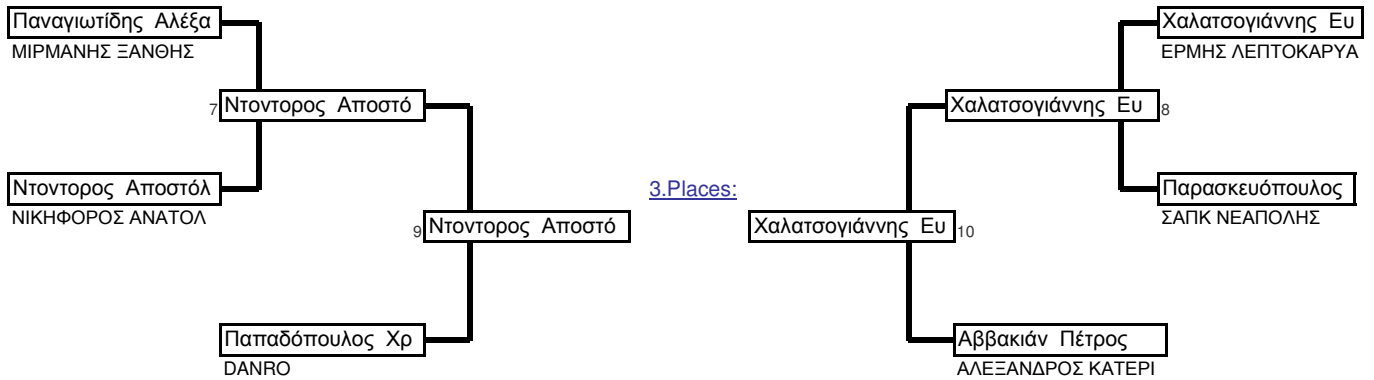 Παναγιωτίδης Αλέξα
ΜΙΡΜΑΝΗΣ ΞΑΝΘΗΣ
7 Ντοντορος Αποστό
Ντοντορος Αποστόλ
ΝΙΚΗΦΟΡΟΣ ΑΝΑΤΟΛ
9 Ντοντορος Αποστό
Παπαδόπουλος Χρ
DANRO
3.Places:
Χαλατσογιάννης Ευ
ΕΡΜΗΣ ΛΕΠΤΟΚΑΡΥΑ
Χαλατσογιάννης Ευ 8
Παρασκευόπουλος
ΣΑΠΚ ΝΕΑΠΟΛΗΣ
Χαλατσογιάννης Ευ 10
Αββακιάν Πέτρος
ΑΛΕΞΑΝΔΡΟΣ ΚΑΤΕΡΙ